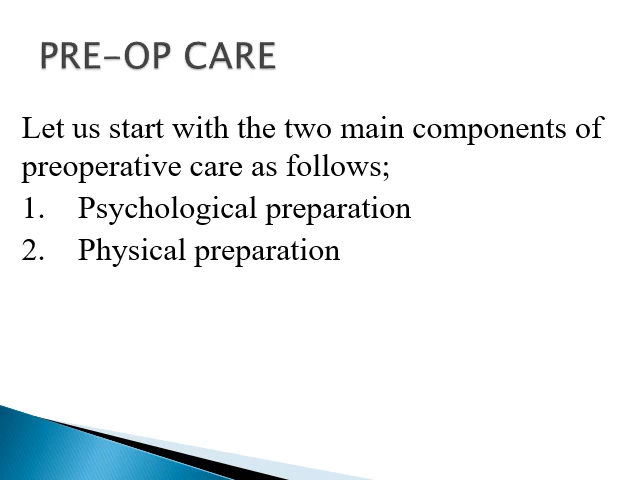 PRE-OP CARE
Let us start with the two main components of
preoperative care as follows;
1. Psychological preparation
2. Physical preparation